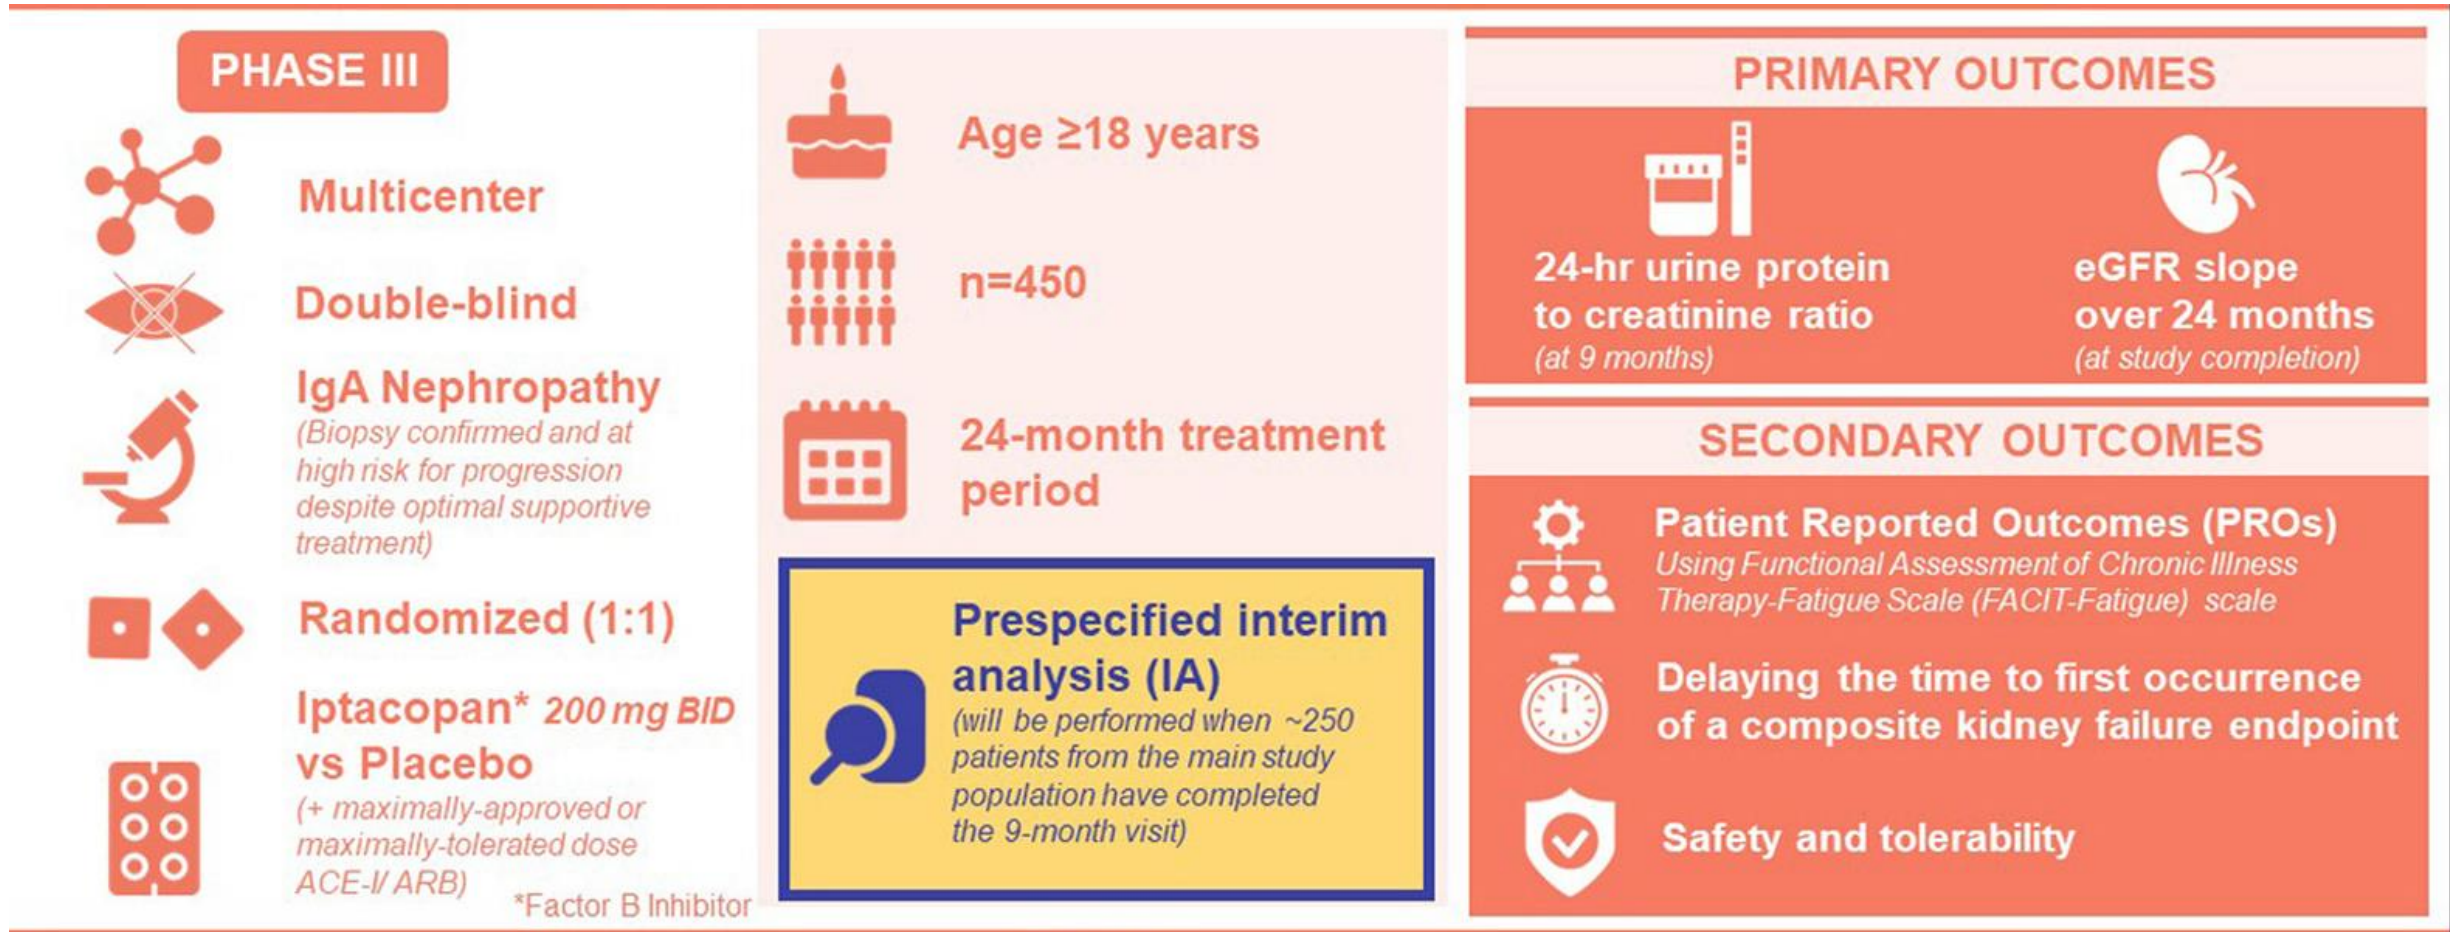 PHASE III
Multicenter
Double-blind
IgA Nephropathy
(Biopsy confirmed and at
high risk for progression
despite optimal supportive
treatment)
Randomized (1:1)
Iptacopan* 200 mg BID
vs Placebo
(+ maximally-approved or
maximally-tolerated dose
ACE-I/ ARB)
*Factor B Inhibitor
Age ≥18 years
n=450
24-month treatment
period
Prespecified interim
analysis (IA)
(will be performed when ~250
patients from the main study
population have completed
the 9-month visit)
PRIMARY OUTCOMES
24-hr urine protein
to creatinine ratio
(at 9 months)
eGFR slope
over 24 months
(at study completion)
SECONDARY OUTCOMES
Patient Reported Outcomes (PROs)
Using Functional Assessment of Chronic Illness
Therapy-Fatigue Scale (FACIT-Fatigue) scale
Delaying the time to first occurrence
of a composite kidney failure endpoint
Safety and tolerability